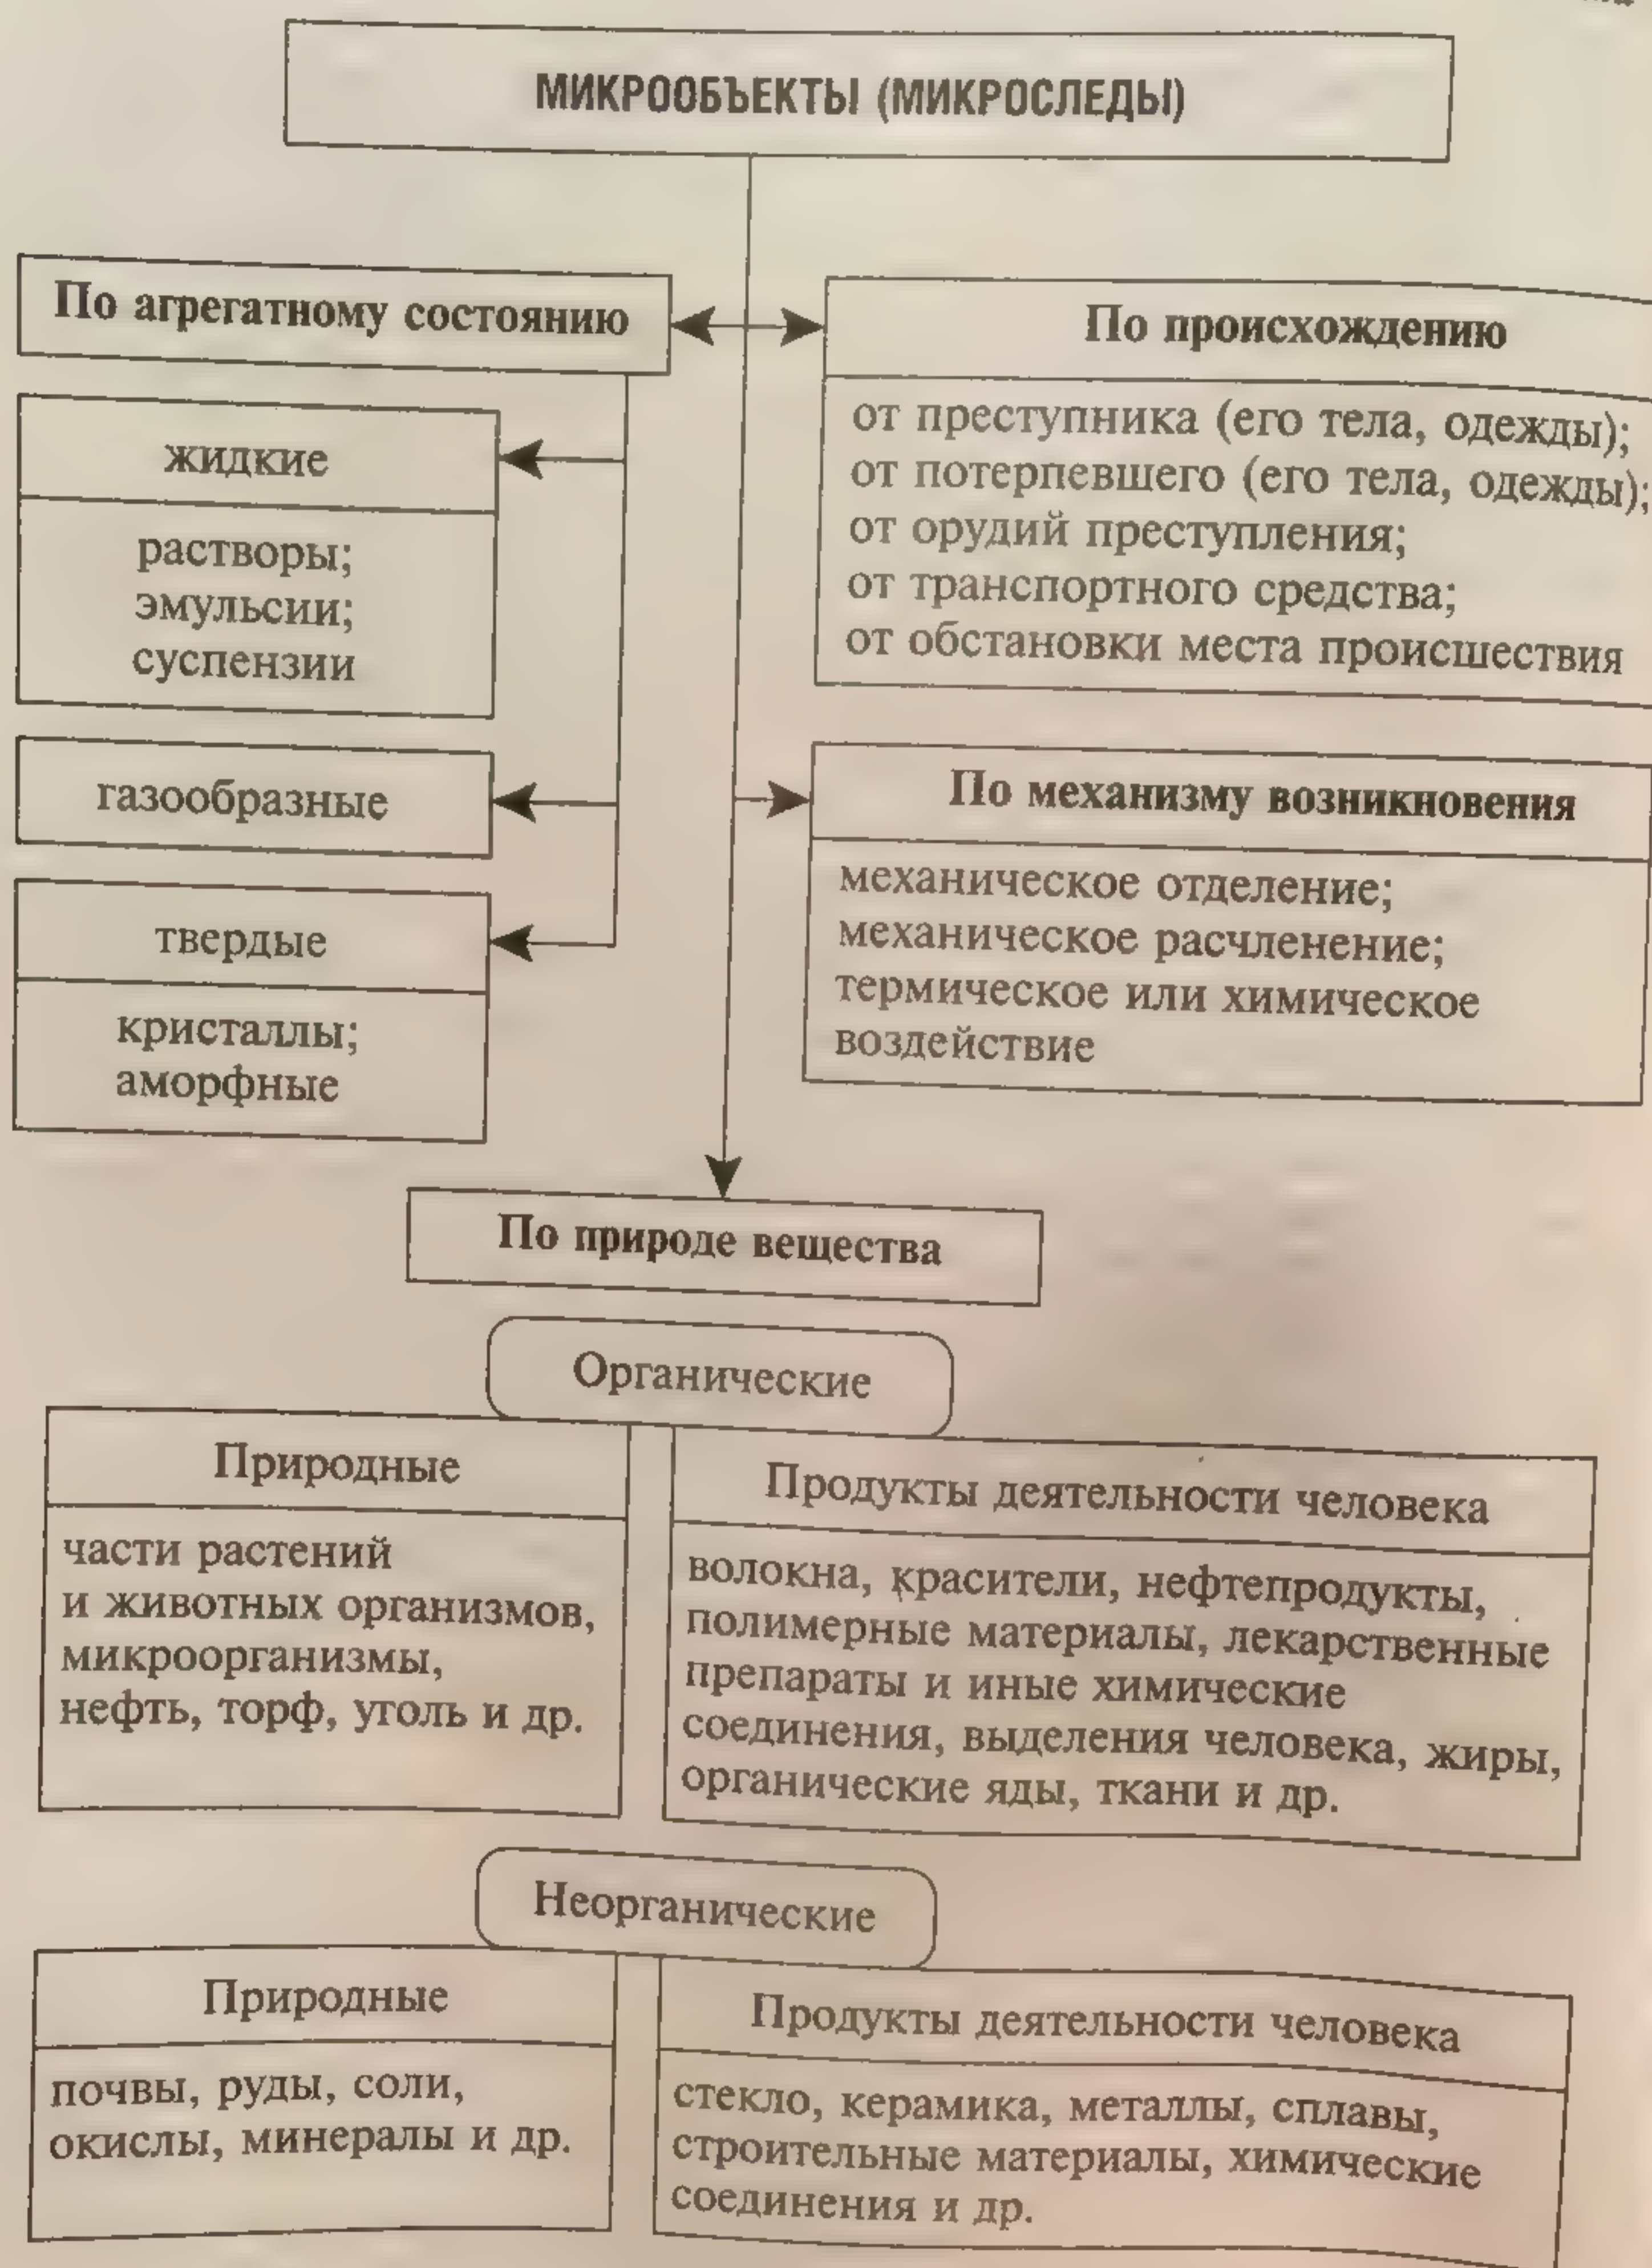 МИКРООБЪЕКТЫ (МИКРОСЛЕДЫ)
По агрегатному состоянию
жидкие
растворы;
эмульсии;
суспензии
газообразные
твердые
кристаллы;
аморфные
По происхождению
от преступника (его тела, одежды);
от потерпевшего (его тела, одежды);
от орудий преступления;
от транспортного средства;
от обстановки места происшествия
По механизму возникновения
механическое отделение;
механическое расчленение;
термическое или химическое
воздействие
По природе вещества
Органические
Природные
части растений
и животных организмов,
микроорганизмы,
нефть, торф, уголь и др.
Продукты деятельности человека
волокна, красители, нефтепродукты,
полимерные материалы, лекарственные
препараты и иные химические
соединения, выделения человека, жиры,
органические яды, ткани и др.
Неорганические
Природные
почвы, руды, соли,
окислы, минералы и др.
Продукты деятельности человека
стекло, керамика, металлы, сплавы,
строительные материалы, химические
соединения и др.